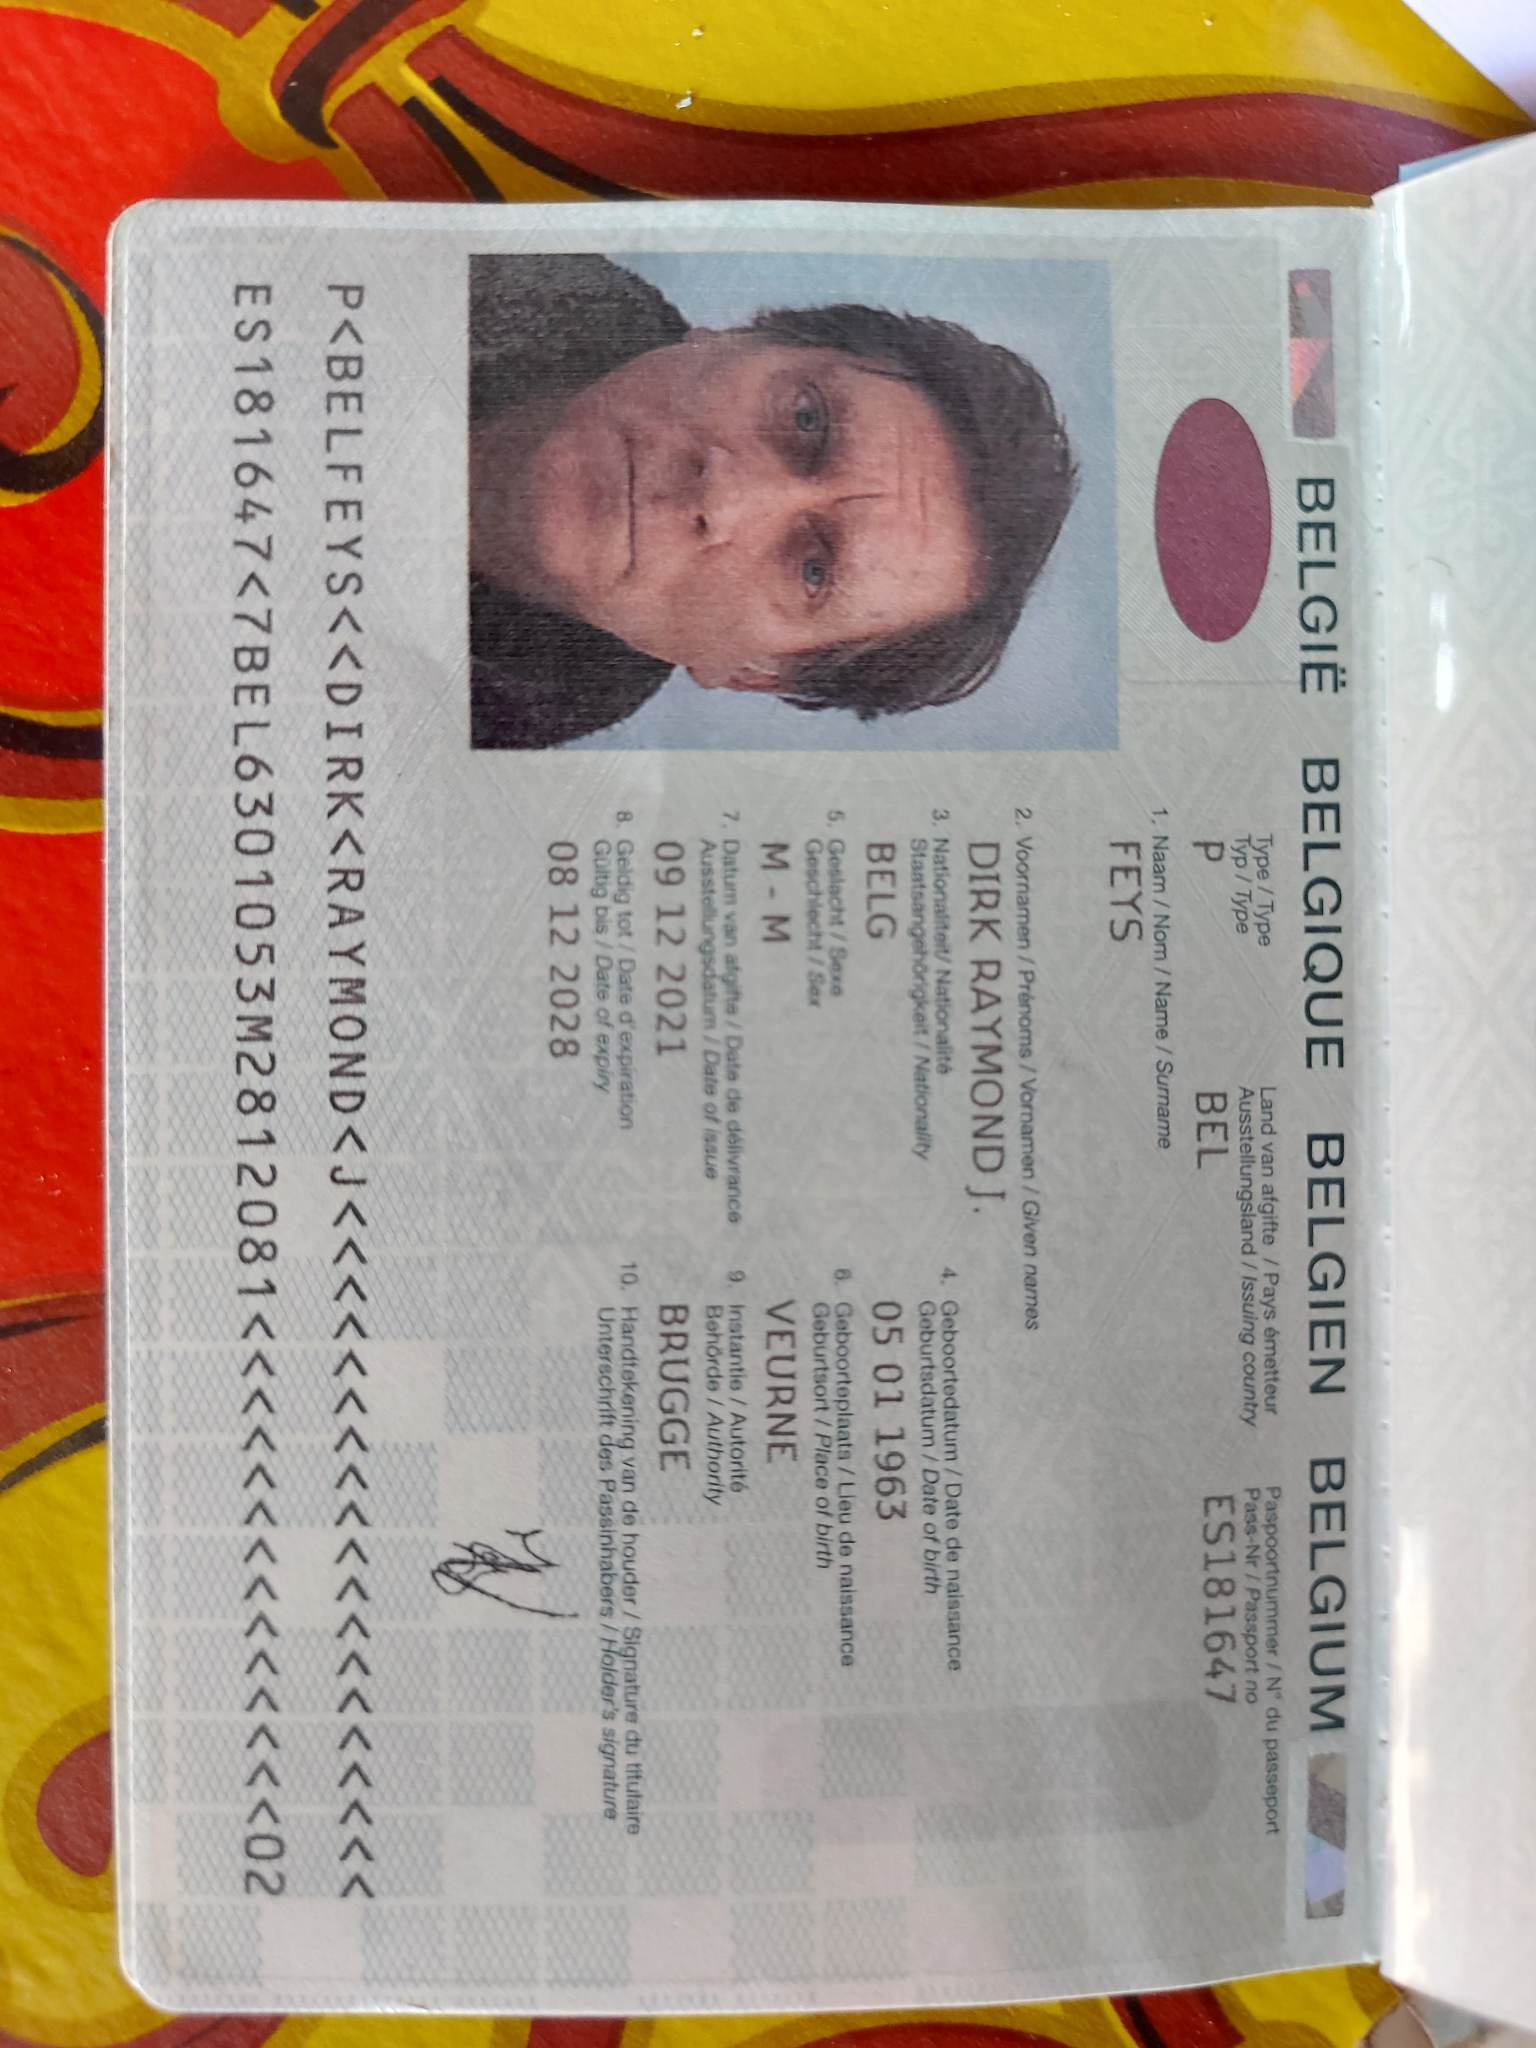 BELGIË BELGIQUE BELGIEN BELGIUM
Type / Type
Typ / Type
P
Land van afgifte / Pays émetteur
Ausstellungsland / Issuing country
BEL
Paspoortnummer / N° du passeport
Pass-Nr / Passport no
ES181647
1. Naam / Nom / Name / Surname
FEYS
2. Voornamen / Prénoms / Vornamen / Given names
DIRK RAYMOND J.
3. Nationaliteit / Nationalité
Staatsangehörigkeit / Nationality
BELG
4. Geboortedatum / Date de naissance
Geburtsdatum / Date of birth
05 01 1963
5. Geslacht / Sexe
Geschlecht / Sex
M - M
6. Geboorteplaats / Lieu de naissance
Geburtsort / Place of birth
VEURNE
7. Datum van afgifte / Date de délivrance
Ausstellungsdatum / Date of issue
09 12 2021
9. Instantie / Autorité
Behörde / Authority
BRUGGE
8. Geldig tot / Date d'expiration
Gültig bis / Date of expiry
08 12 2028
10. Handtekening van de houder / Signature du titulaire
Unterschrift des Passinhabers / Holder's signature
P<BELFEYS<<DIRK<RAYMOND<J<<<<<<<<<<<<<<<<<<<
ES181647<7BEL6301053M2812081<<<<<<<<<<<<<<02